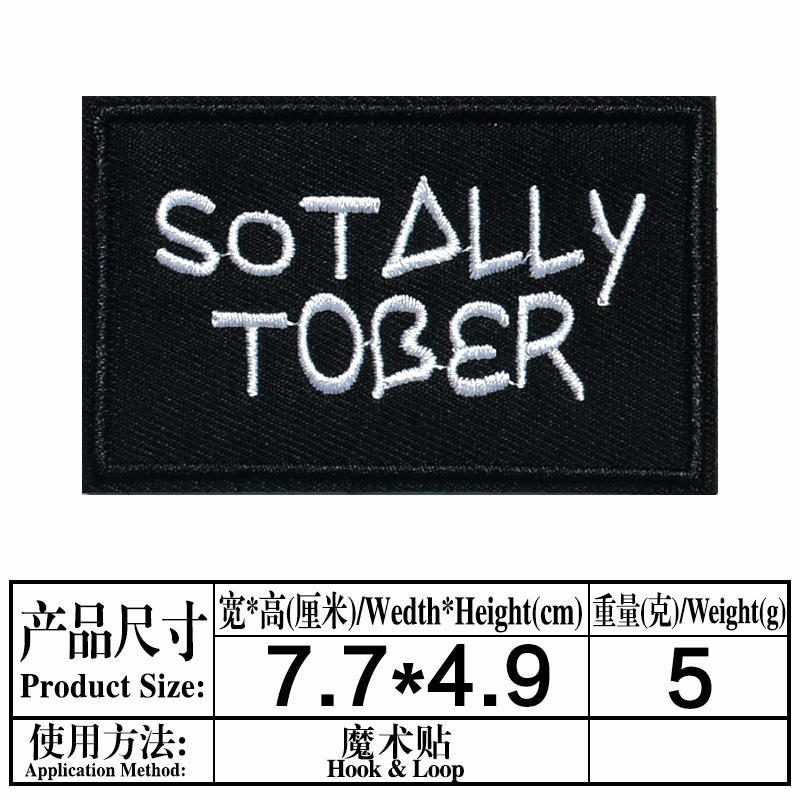 SOTALLY
TOBER
产品尺寸
Product Size:
宽*高(厘米)/Wedth*Height(cm)
重量(克)/Weight(g)
7.7*4.9
5
使用方法:
Application Method:
魔术贴
Hook & Loop